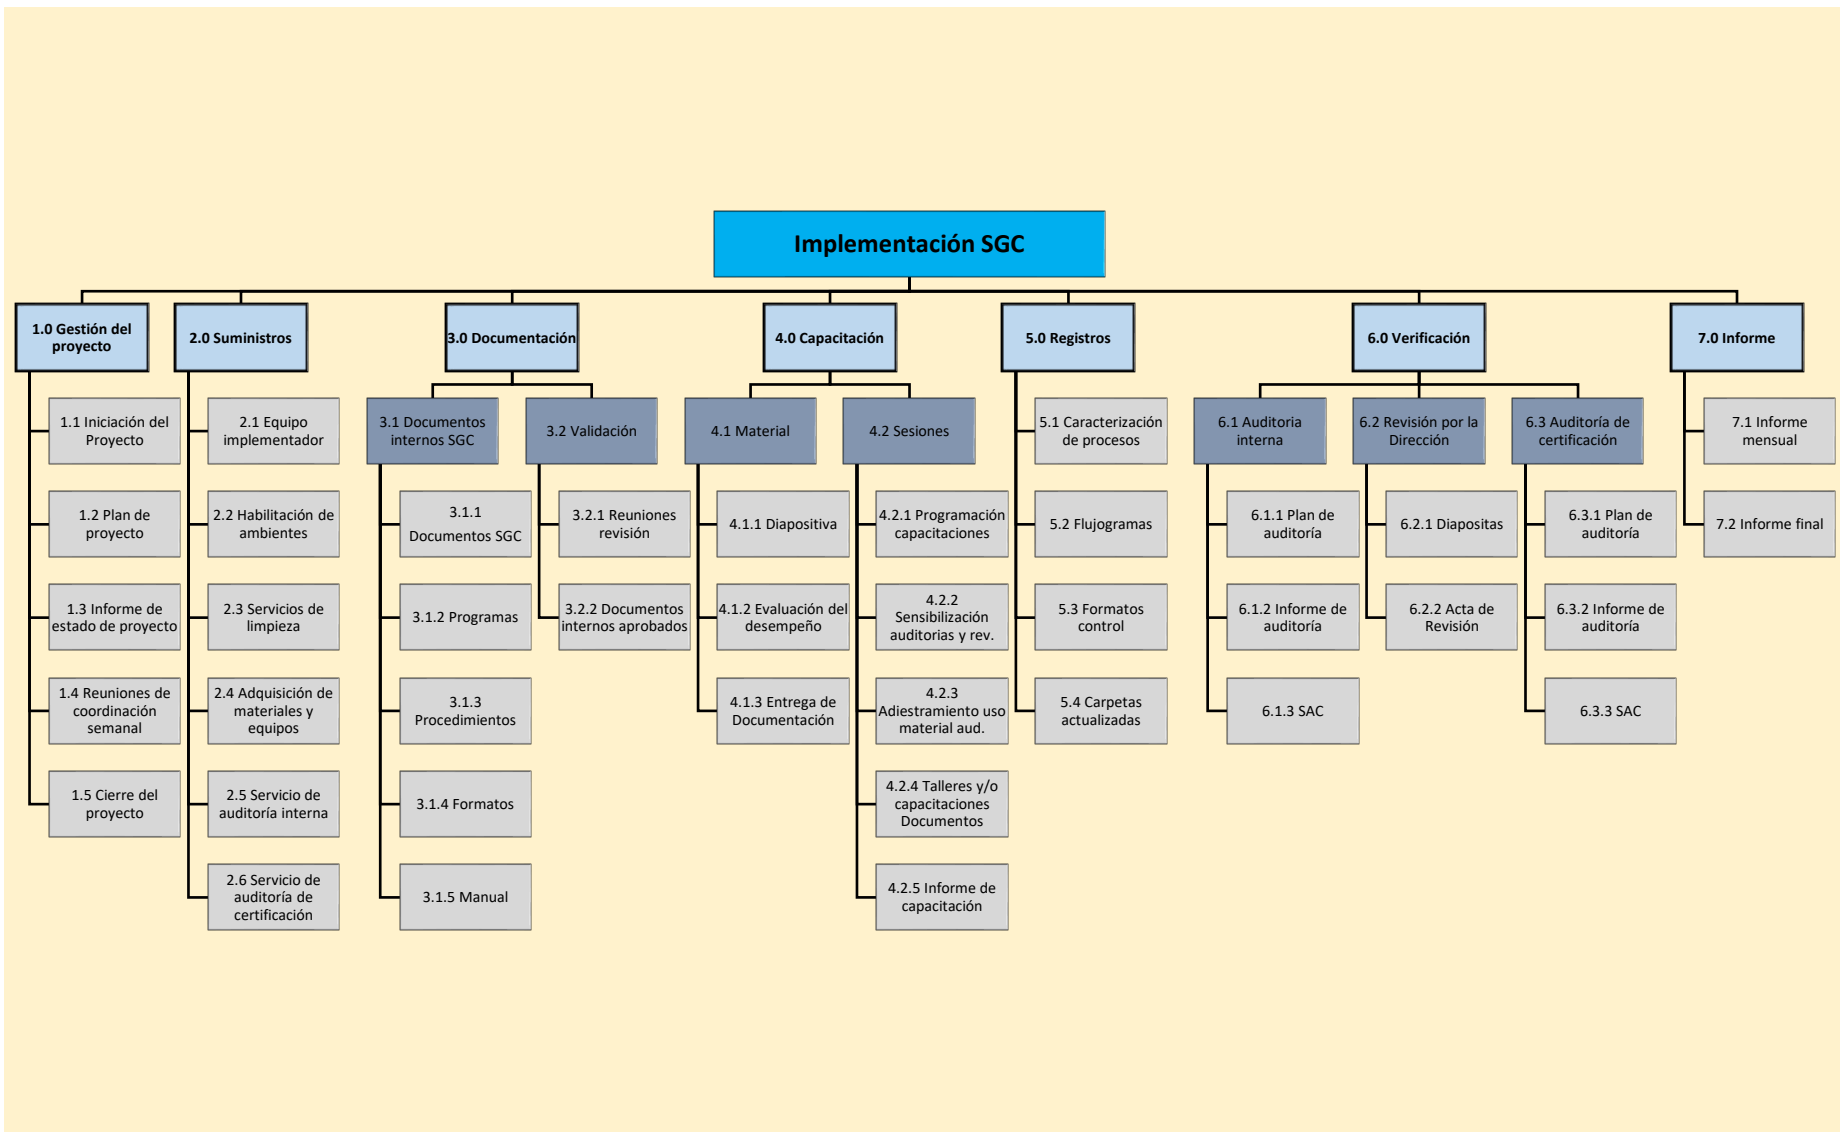 Implementación SGC
1.0 Gestión del
proyecto
2.0 Suministros
3.0 Documentación
4.0 Capacitación
5.0 Registros
6.0 Verificación
7.0 Informe
1.1 Iniciación del
Proyecto
1.2 Plan de
proyecto
1.3 Informe de
estado de proyecto
1.4 Reuniones de
coordinación
semanal
1.5 Cierre del
proyecto
2.1 Equipo
implementador
2.2 Habilitación de
ambientes
2.3 Servicios de
limpieza
2.4 Adquisición de
materiales y
equipos
2.5 Servicio de
auditoría interna
2.6 Servicio de
auditoría de
certificación
3.1 Documentos
internos SGC
3.1.1
Documentos SGC
3.1.2 Programas
3.1.3
Procedimientos
3.1.4 Formatos
3.1.5 Manual
3.2 Validación
3.2.1 Reuniones
revisión
3.2.2 Documentos
internos aprobados
4.1 Material
4.1.1 Diapositiva
4.1.2 Evaluación del
desempeño
4.1.3 Entrega de
Documentación
4.2 Sesiones
4.2.1 Programación
capacitaciones
4.2.2
Sensibilización
auditorias y rev.
4.2.3
Adiestramiento uso
material aud.
4.2.4 Talleres y/o
capacitaciones
Documentos
4.2.5 Informe de
capacitación
5.1 Caracterización
de procesos
5.2 Flujogramas
5.3 Formatos
control
5.4 Carpetas
actualizadas
6.1 Auditoria
interna
6.1.1 Plan de
auditoría
6.1.2 Informe de
auditoría
6.1.3 SAC
6.2 Revisión por la
Dirección
6.2.1 Diapositas
6.2.2 Acta de
Revisión
6.3 Auditoría de
certificación
6.3.1 Plan de
auditoría
6.3.2 Informe de
auditoría
6.3.3 SAC
7.1 Informe
mensual
7.2 Informe final